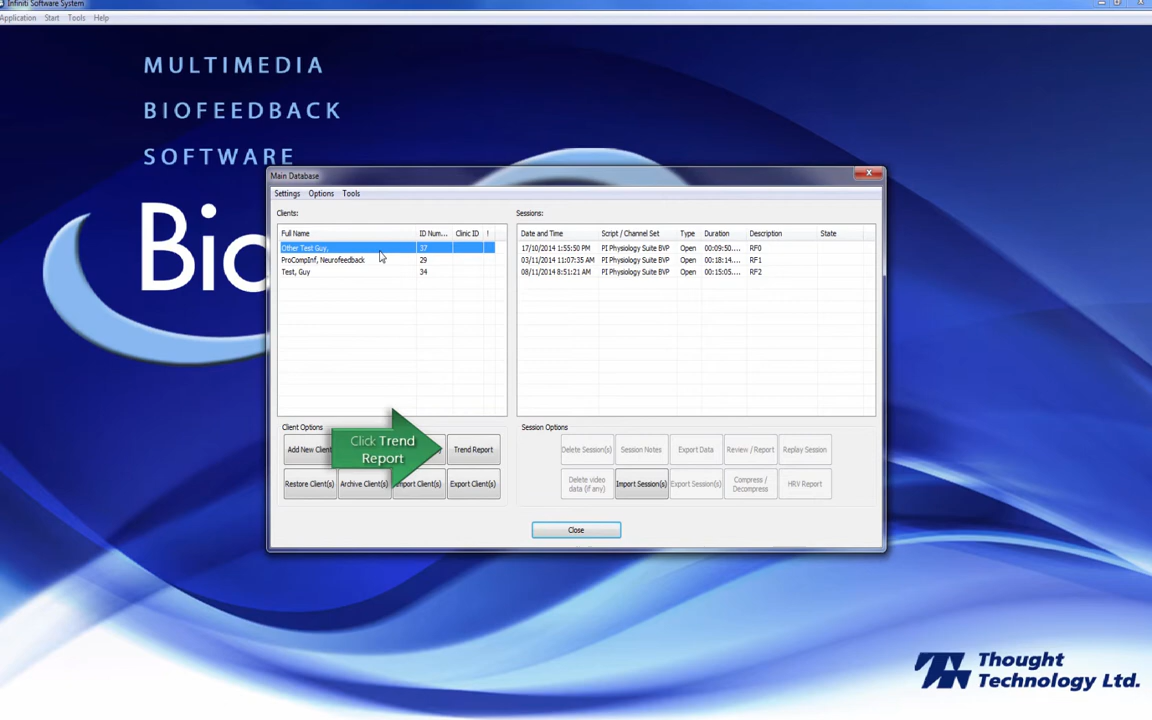 Infiniti Software System
Application Start Tools Help
MULTIMEDIA
BIOFEEDBACK
SOFTWARE
Bio
Main Database
Settings Options Tools
Clients:
Full Name ID Num... Clinic ID !
Other Test Guy, 37
ProCompInf, Neurofeedback 29
Test, Guy 34
Sessions:
Date and Time Script / Channel Set Type Duration Description State
17/10/2014 1:55:50 PM PI Physiology Suite BVP Open 00:09:50.... RF0
03/11/2014 11:07:35 AM PI Physiology Suite BVP Open 00:18:14.... RF1
08/11/2014 8:51:21 AM PI Physiology Suite BVP Open 00:15:05.... RF2
Client Options
Add New Client
Click Trend
Report
Trend Report
Restore Client(s) Archive Client(s) Import Client(s) Export Client(s)
Session Options
Delete Session(s) Session Notes Export Data Review / Report Replay Session
Delete video
data (if any)
Import Session(s) Export Session(s)
Compress /
Decompress
HRV Report
Close
Thought
Technology Ltd.